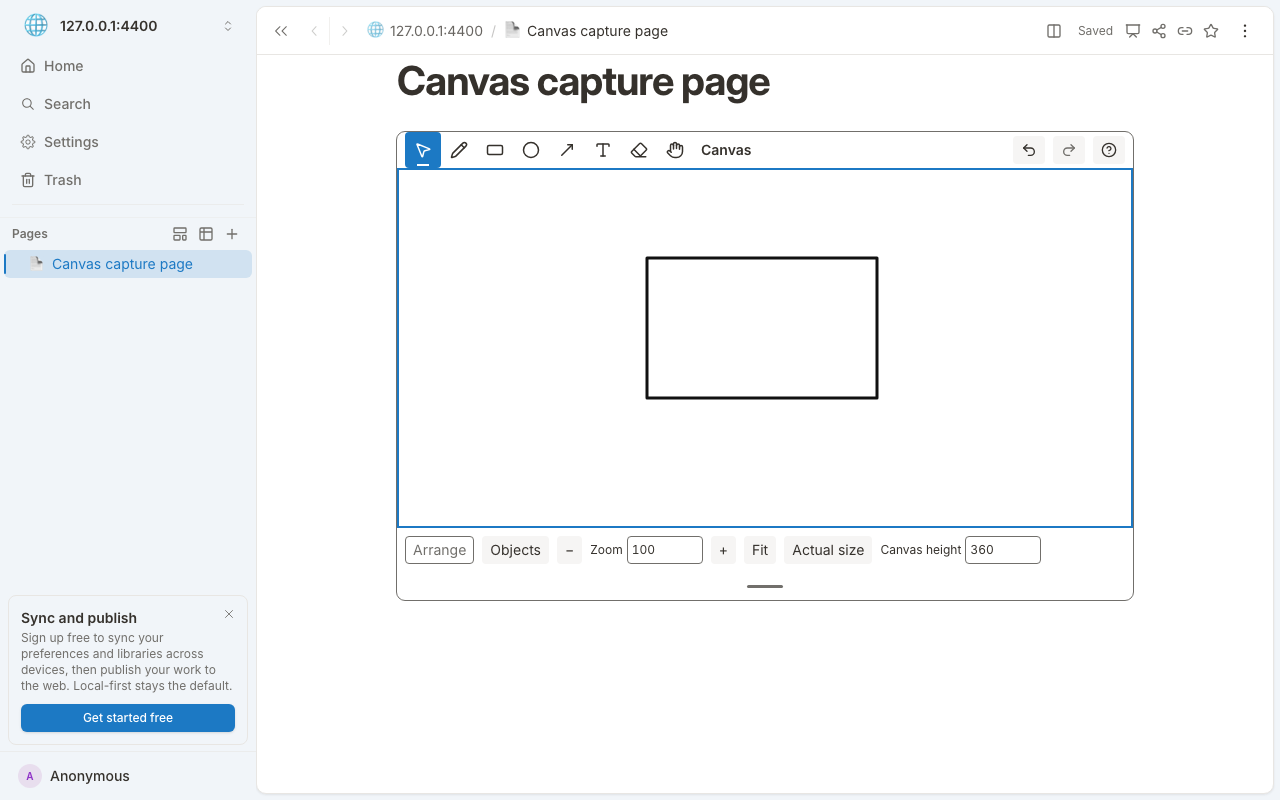 127.0.0.1:4400
Home
Search
Settings
Trash
Pages
Canvas capture page
Sync and publish
Sign up free to sync your
preferences and libraries across
devices, then publish your work to
the web. Local-first stays the default.
Get started free
A
Anonymous
127.0.0.1:4400 / Canvas capture page
Saved
Canvas capture page
Canvas
Arrange
Objects
−
Zoom
100
+
Fit
Actual size
Canvas height
360